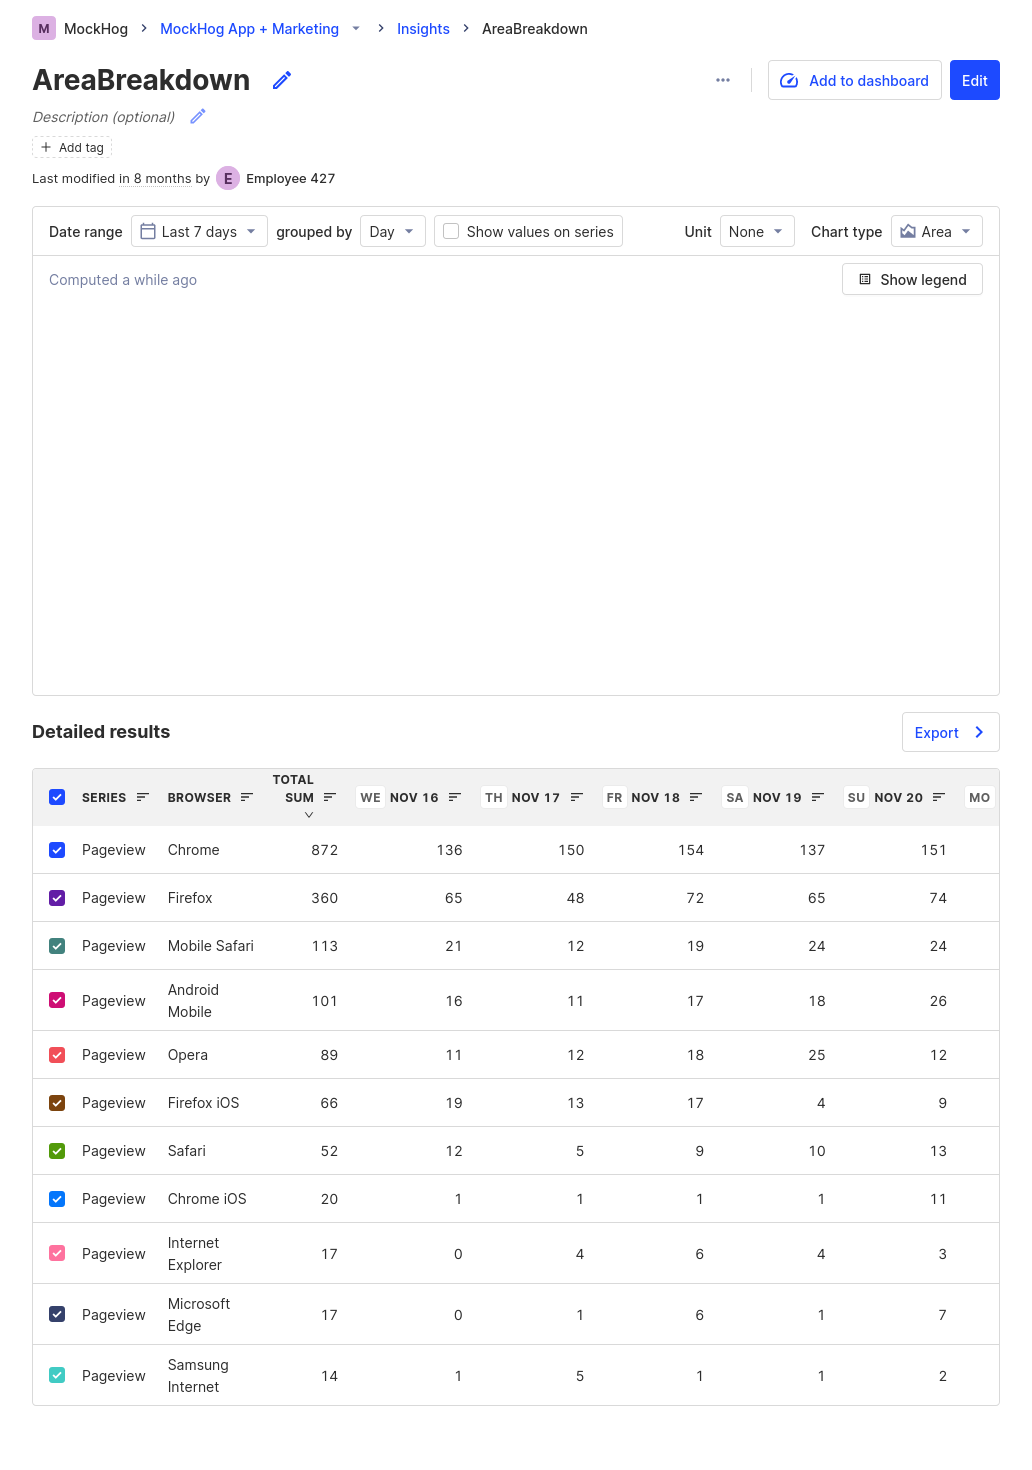 M MockHog MockHog App + Marketing Insights AreaBreakdown
AreaBreakdown
Add to dashboard Edit
Description (optional)
Add tag
Last modified in 8 months by E Employee 427
Date range Last 7 days grouped by Day Show values on series Unit None Chart type Area
Computed a while ago Show legend
Detailed results Export
SERIES BROWSER TOTAL SUM WE NOV 16 TH NOV 17 FR NOV 18 SA NOV 19 SU NOV 20 MO
Pageview Chrome 872 136 150 154 137 151
Pageview Firefox 360 65 48 72 65 74
Pageview Mobile Safari 113 21 12 19 24 24
Pageview Android Mobile 101 16 11 17 18 26
Pageview Opera 89 11 12 18 25 12
Pageview Firefox iOS 66 19 13 17 4 9
Pageview Safari 52 12 5 9 10 13
Pageview Chrome iOS 20 1 1 1 1 11
Pageview Internet Explorer 17 0 4 6 4 3
Pageview Microsoft Edge 17 0 1 6 1 7
Pageview Samsung Internet 14 1 5 1 1 2